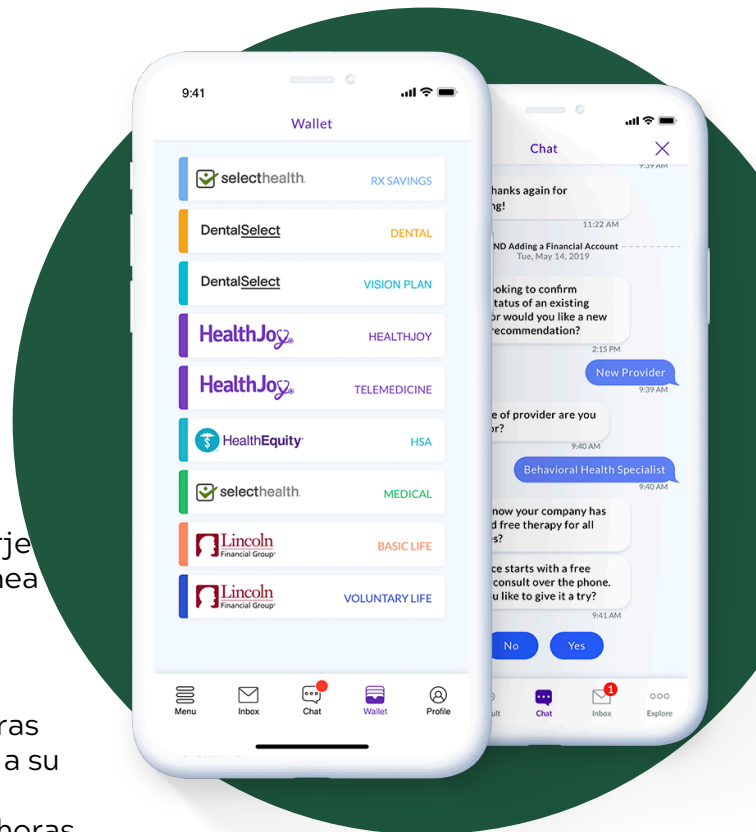 9:41
Wallet
selecthealth.
RX SAVINGS
DentalSelect
DENTAL
DentalSelect
VISION PLAN
HealthJoy®
HEALTHJOY
HealthJoy®
TELEMEDICINE
HealthEquity
HSA
selecthealth.
MEDICAL
Lincoln
Financial Group
BASIC LIFE
Lincoln
Financial Group
VOLUNTARY LIFE
Menu
Inbox
Chat
Wallet
Profile
Chat
9:39 AM
hanks again for
ng!
11:22 AM
ND Adding a Financial Account
Tue, May 14, 2019
oking to confirm
tatus of an existing
or would you like a new
recommendation?
2:15 PM
New Provider
9:39 AM
e of provider are you
or?
9:40 AM
Behavioral Health Specialist
9:40 AM
now your company has
d free therapy for all
es?
ce starts with a free
consult over the phone.
u like to give it a try?
9:41 AM
No
Yes
ult
Chat
1
Inbox
Explore
rje
nea
ras
a su
horas